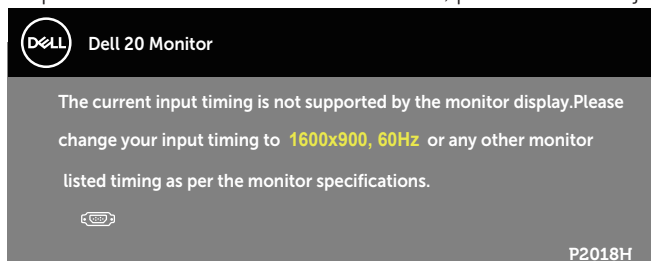 DELL
Dell 20 Monitor
The current input timing is not supported by the monitor display.Please
change your input timing to 1600x900, 60Hz or any other monitor
listed timing as per the monitor specifications.
P2018H